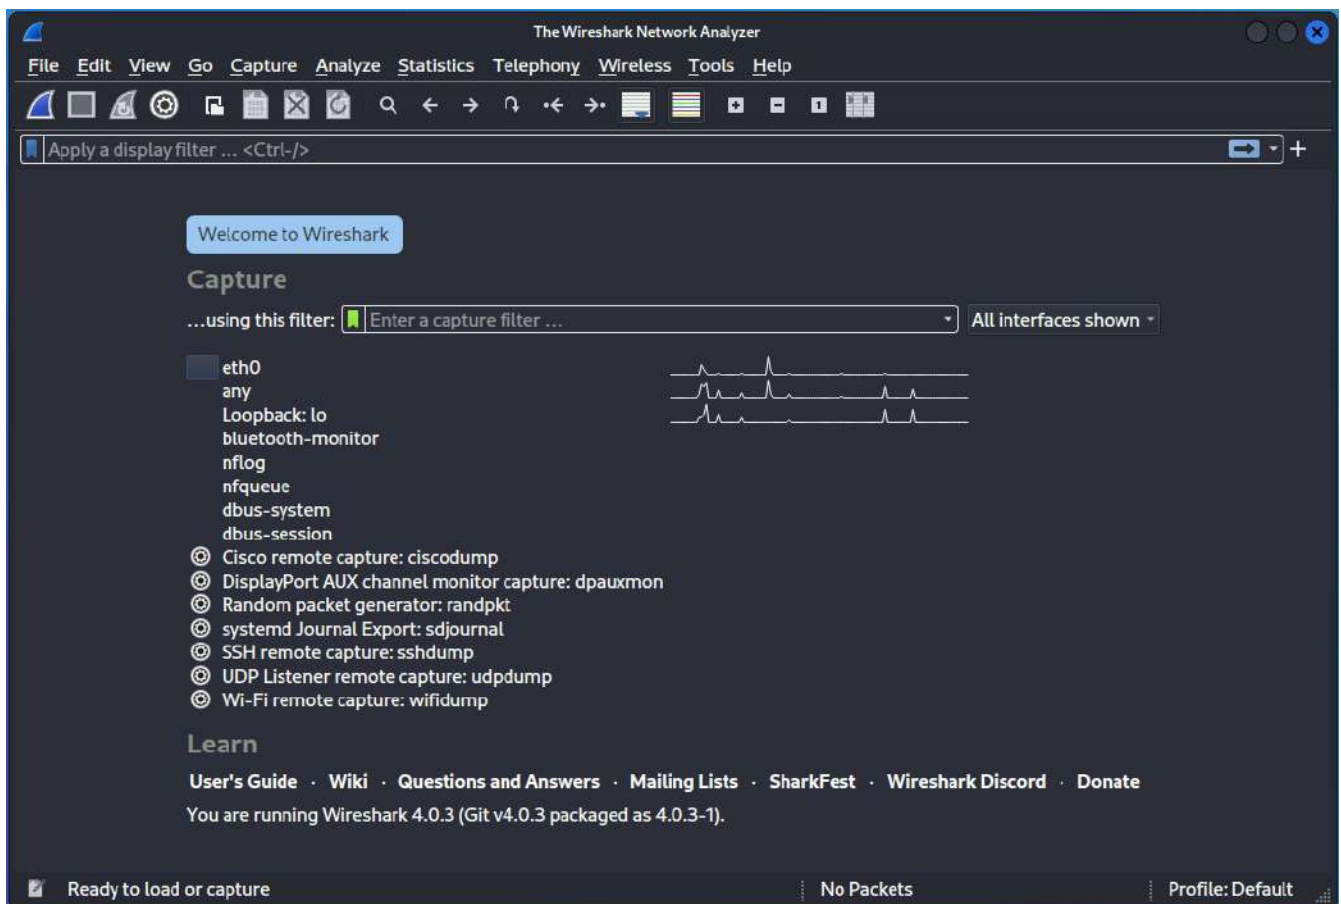 The Wireshark Network Analyzer
File Edit View Go Capture Analyze Statistics Telephony Wireless Tools Help
1
Apply a display filter ... <Ctrl-/>
Welcome to Wireshark
Capture
...using this filter: Enter a capture filter ... All interfaces shown
eth0
any
Loopback: lo
bluetooth-monitor
nflog
nfqueue
dbus-system
dbus-session
Cisco remote capture: ciscodump
DisplayPort AUX channel monitor capture: dpauxmon
Random packet generator: randpkt
systemd Journal Export: sdjournal
SSH remote capture: sshdump
UDP Listener remote capture: udpdump
Wi-Fi remote capture: wifidump
Learn
User's Guide · Wiki · Questions and Answers · Mailing Lists · SharkFest · Wireshark Discord · Donate
You are running Wireshark 4.0.3 (Git v4.0.3 packaged as 4.0.3-1).
Ready to load or capture No Packets Profile: Default